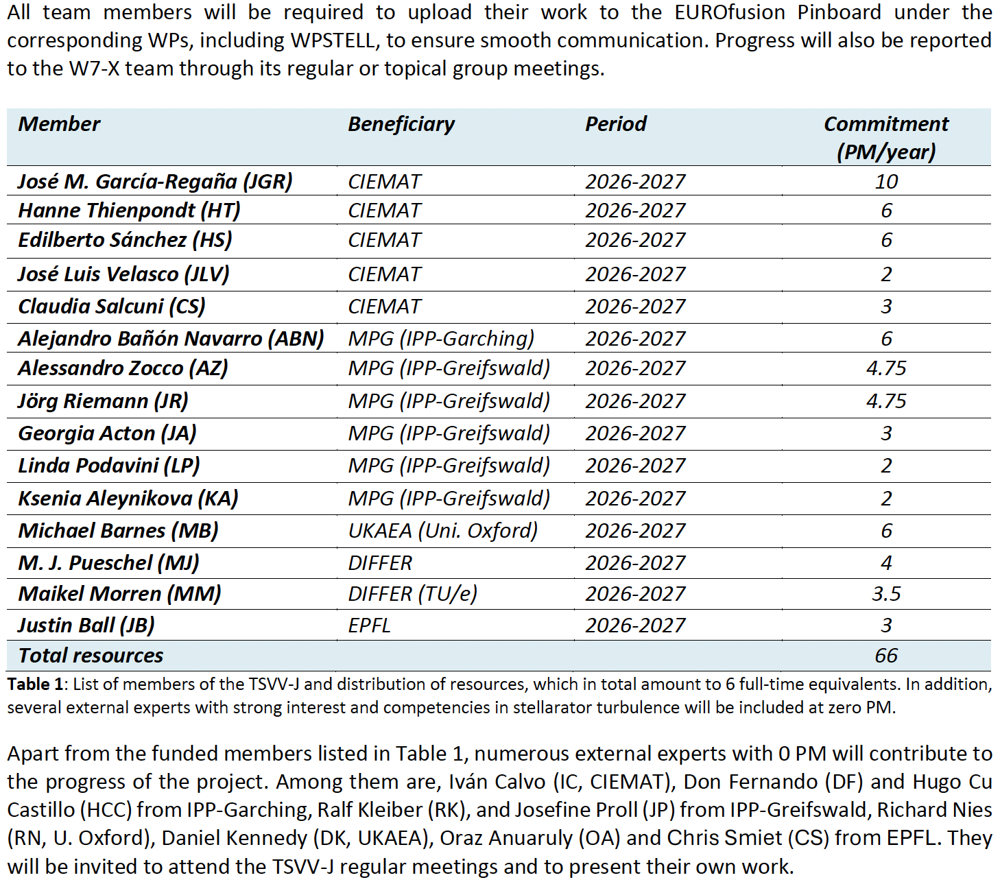 All team members will be required to upload their work to the EUROfusion Pinboard under the
corresponding WPs, including WPSTELL, to ensure smooth communication. Progress will also be reported
to the W7-X team through its regular or topical group meetings.
Member Beneficiary Period Commitment
(PM/year)
José M. García-Regaña (JGR) CIEMAT 2026-2027 10
Hanne Thienpondt (HT) CIEMAT 2026-2027 6
Edilberto Sánchez (HS) CIEMAT 2026-2027 6
José Luis Velasco (JLV) CIEMAT 2026-2027 2
Claudia Salcuni (CS) CIEMAT 2026-2027 3
Alejandro Bañón Navarro (ABN) MPG (IPP-Garching) 2026-2027 6
Alessandro Zocco (AZ) MPG (IPP-Greifswald) 2026-2027 4.75
Jörg Riemann (JR) MPG (IPP-Greifswald) 2026-2027 4.75
Georgia Acton (JA) MPG (IPP-Greifswald) 2026-2027 3
Linda Podavini (LP) MPG (IPP-Greifswald) 2026-2027 2
Ksenia Aleynikova (KA) MPG (IPP-Greifswald) 2026-2027 2
Michael Barnes (MB) UKAEA (Uni. Oxford) 2026-2027 6
M. J. Pueschel (MJ) DIFFER 2026-2027 4
Maikel Morren (MM) DIFFER (TU/e) 2026-2027 3.5
Justin Ball (JB) EPFL 2026-2027 3
Total resources 66
Table 1: List of members of the TSVV-J and distribution of resources, which in total amount to 6 full-time equivalents. In addition,
several external experts with strong interest and competencies in stellarator turbulence will be included at zero PM.
Apart from the funded members listed in Table 1, numerous external experts with 0 PM will contribute to
the progress of the project. Among them are, Iván Calvo (IC, CIEMAT), Don Fernando (DF) and Hugo Cu
Castillo (HCC) from IPP-Garching, Ralf Kleiber (RK), and Josefine Proll (JP) from IPP-Greifswald, Richard Nies
(RN, U. Oxford), Daniel Kennedy (DK, UKAEA), Oraz Anuaruly (OA) and Chris Smiet (CS) from EPFL. They
will be invited to attend the TSVV-J regular meetings and to present their own work.